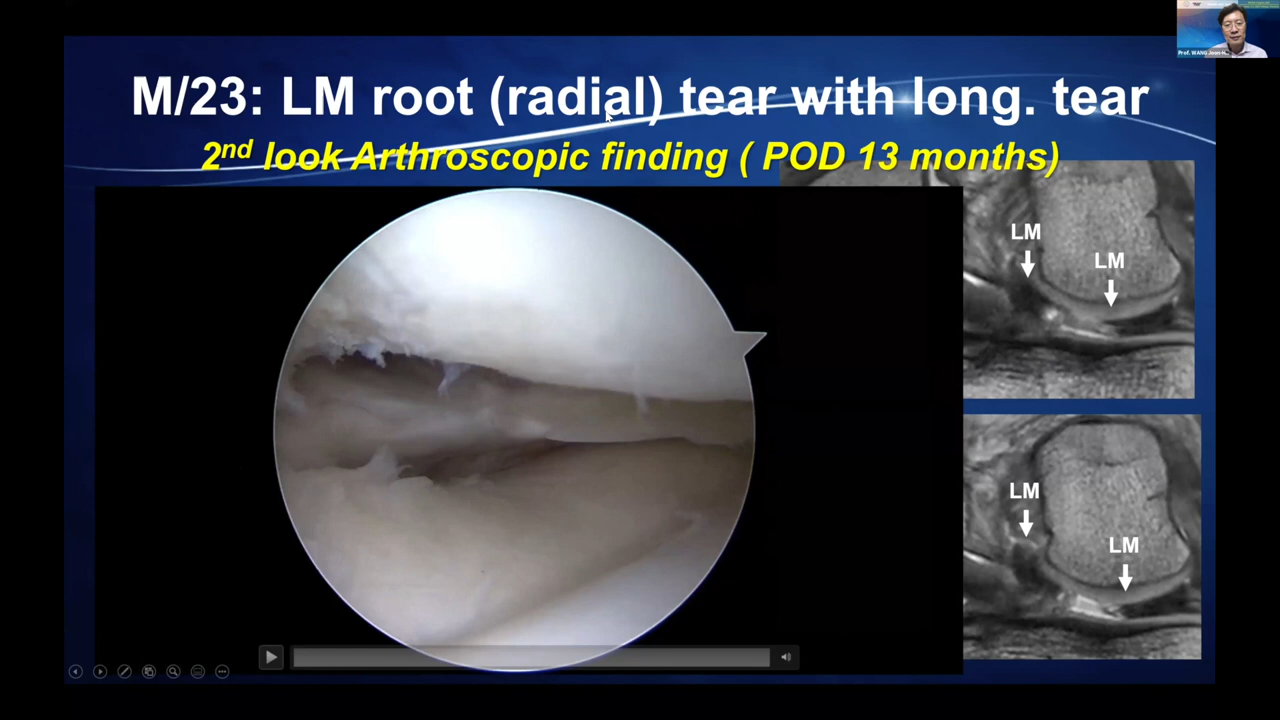 M/23: LM root (radial) tear with long. tear
2nd look Arthroscopic finding ( POD 13 months)
LM
LM
LM
LM